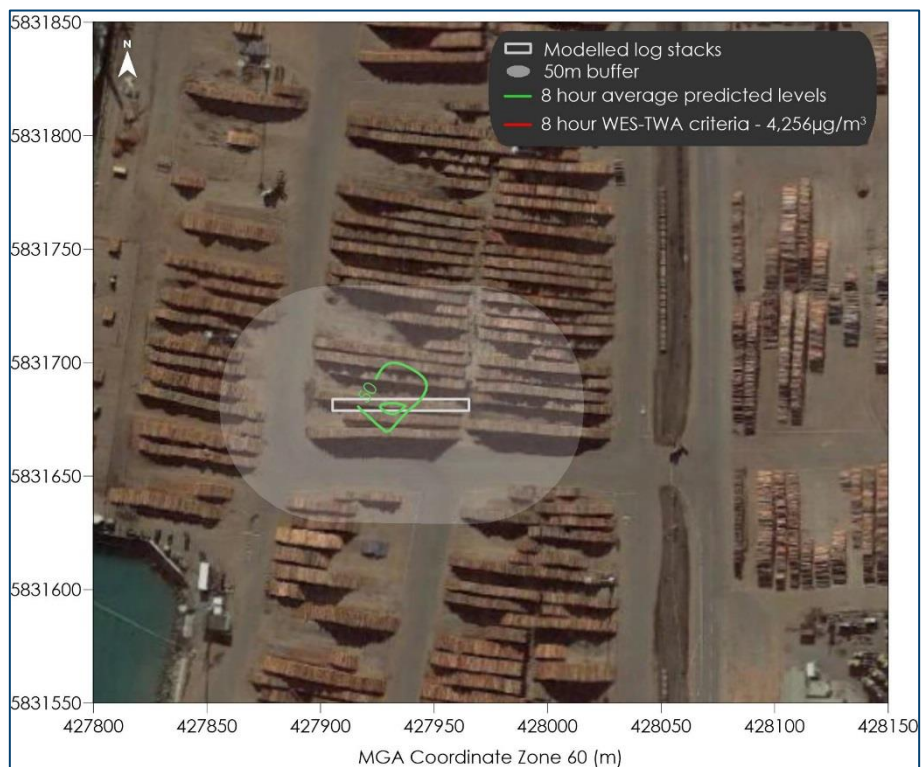 5831850
N
Modelled log stacks
50m buffer
8 hour average predicted levels
8 hour WES-TWA criteria - 4,256µg/m³
5831800
5831750
5831700
50
5831650
5831600
5831550
427800 427850 427900 427950 428000 428050 428100 428150
MGA Coordinate Zone 60 (m)